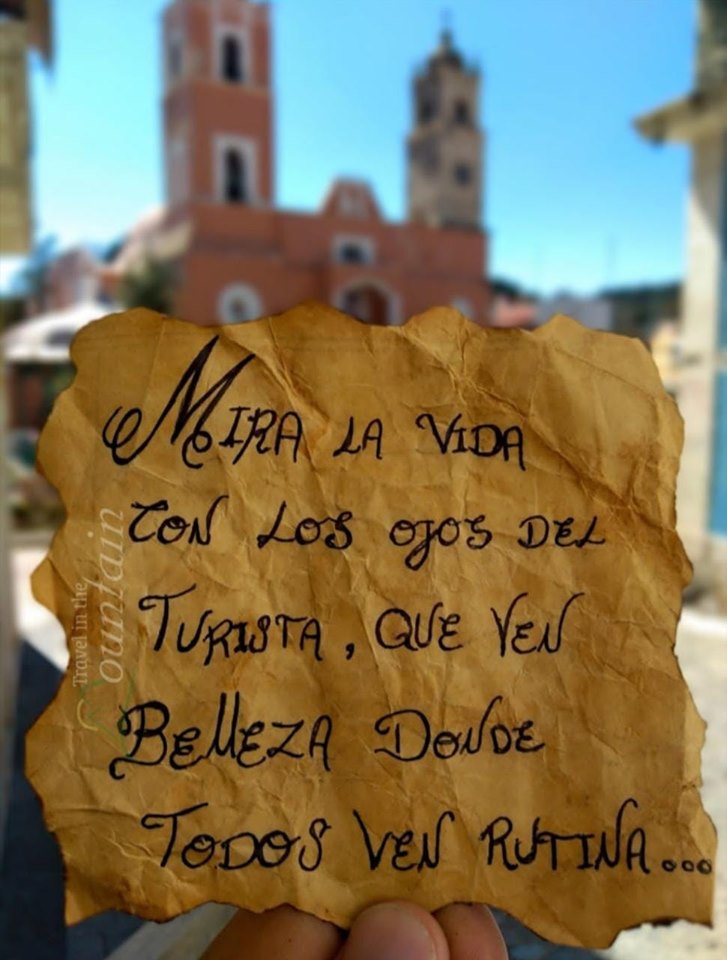 MIRA LA VIDA
CON LOS OJOS DEL
TURISTA, QUE VEN
BELLEZA DONDE
TODOS VEN RUTINA...
Travel in the
Mountain